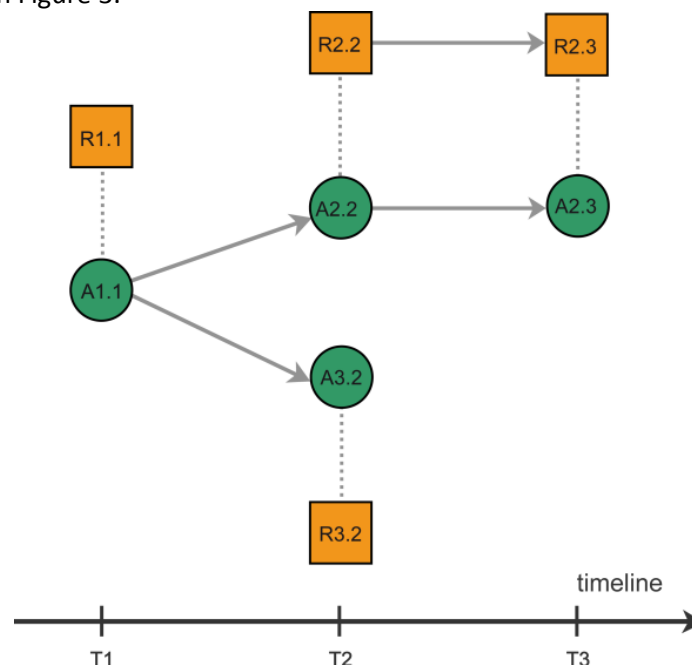 n Figure 5.
R2.2
R2.3
R1.1
A2.2
A2.3
A1.1
A3.2
R3.2
timeline
T1
T2
T3